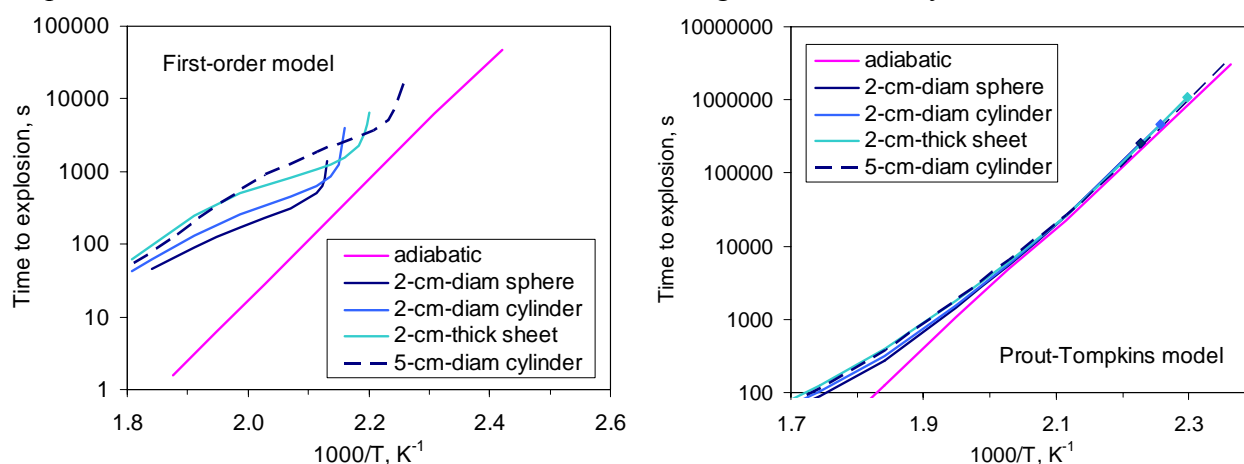 100000
10000
1000
100
10
1
Time to explosion, s
First-order model
adiabatic
2-cm-diam sphere
2-cm-diam cylinder
2-cm-thick sheet
5-cm-diam cylinder
1.8 2.0 2.2 2.4 2.6
1000/T, K-1
10000000
1000000
100000
10000
1000
100
Time to explosion, s
adiabatic
2-cm-diam sphere
2-cm-diam cylinder
2-cm-thick sheet
5-cm-diam cylinder
Prout-Tompkins model
1.7 1.9 2.1 2.3
1000/T, K-1